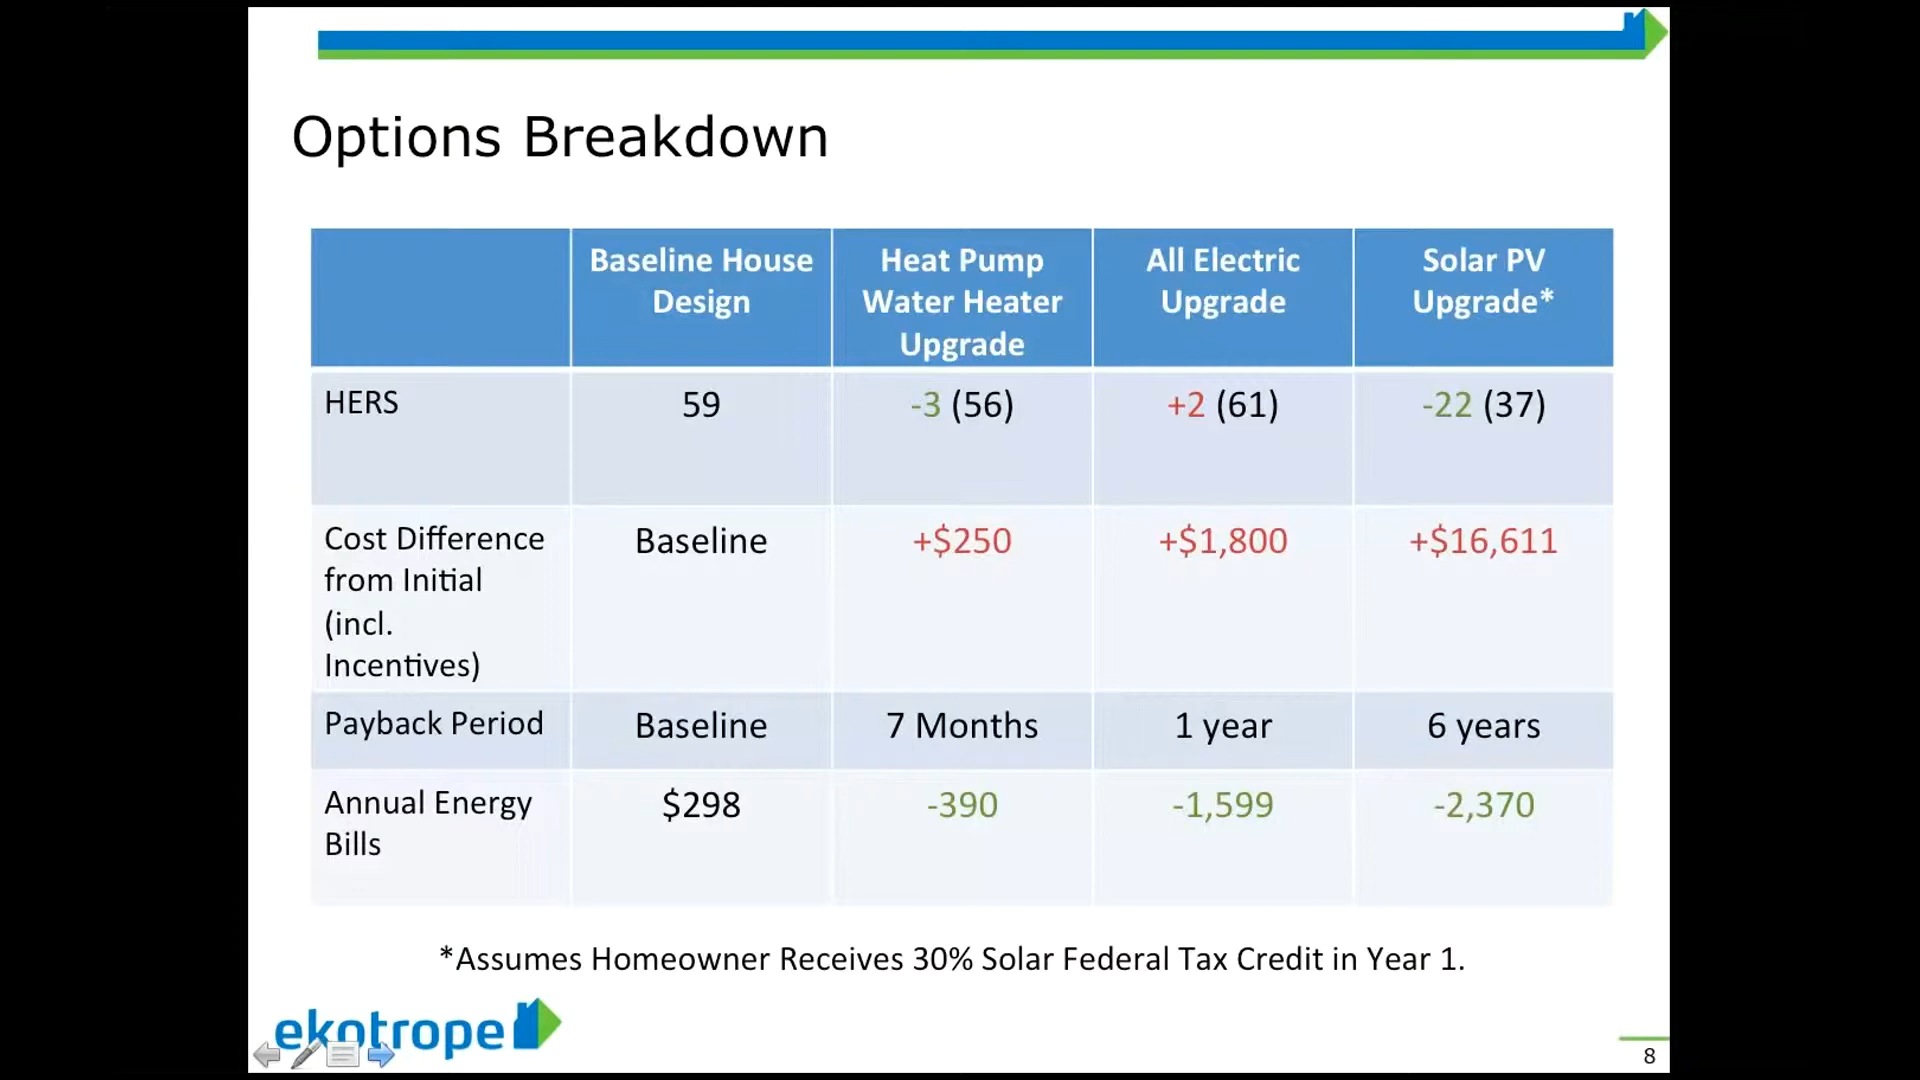 Options Breakdown
Baseline House
Design
Heat Pump
Water Heater
Upgrade
All Electric
Upgrade
Solar PV
Upgrade*
HERS
59
-3 (56)
+2 (61)
-22 (37)
Cost Difference
from Initial
(incl.
Incentives)
Baseline
+$250
+$1,800
+$16,611
Payback Period
Baseline
7 Months
1 year
6 years
Annual Energy
Bills
$298
-390
-1,599
-2,370
*Assumes Homeowner Receives 30% Solar Federal Tax Credit in Year 1.
ekotrope
8